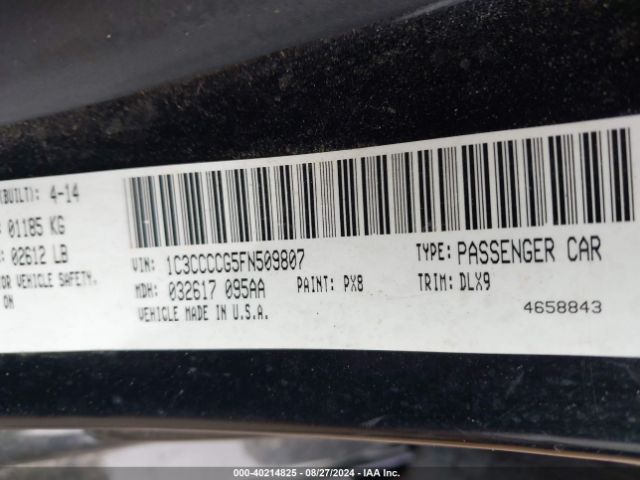 (BUILT): 4-14
01185 KG
02612 LB
OR VEHICLE SAFETY.
ON
VIN: 1C3CCCCG5FN509807
TYPE: PASSENGER CAR
MDH: 032617 095AA
PAINT: PX8
TRIM: DLX9
VEHICLE MADE IN U.S.A.
4658843
000-40214825 | 08/27/2024 - IAA Inc.